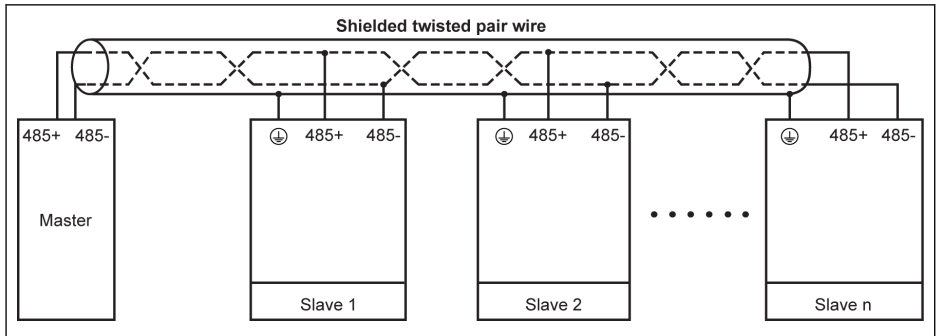 Shielded twisted pair wire
485+ 485-
Master
485+ 485-
Slave 1
485+ 485-
Slave 2
485+ 485-
Slave n